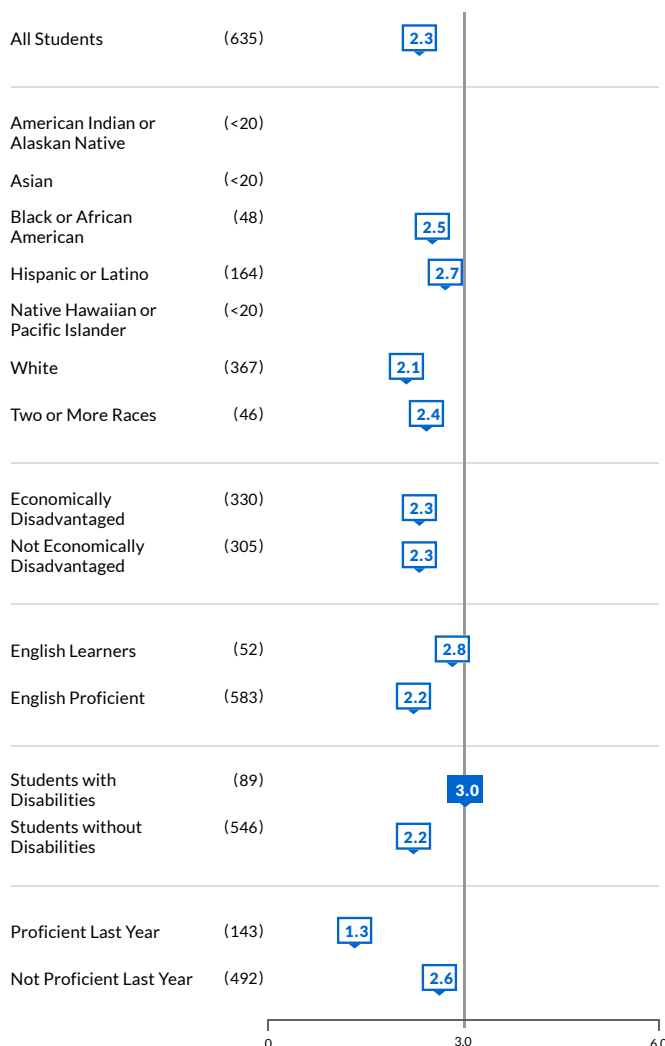 All Students (635) 2.3
American Indian or (<20)
Alaskan Native
Asian (<20)
Black or African (48) 2.5
American
Hispanic or Latino (164) 2.7
Native Hawaiian or (<20)
Pacific Islander
White (367) 2.1
Two or More Races (46) 2.4
Economically (330) 2.3
Disadvantaged
Not Economically (305) 2.3
Disadvantaged
English Learners (52) 2.8
English Proficient (583) 2.2
Students with (89) 3.0
Disabilities
Students without (546) 2.2
Disabilities
Proficient Last Year (143) 1.3
Not Proficient Last Year (492) 2.6
0 3.0 6.0